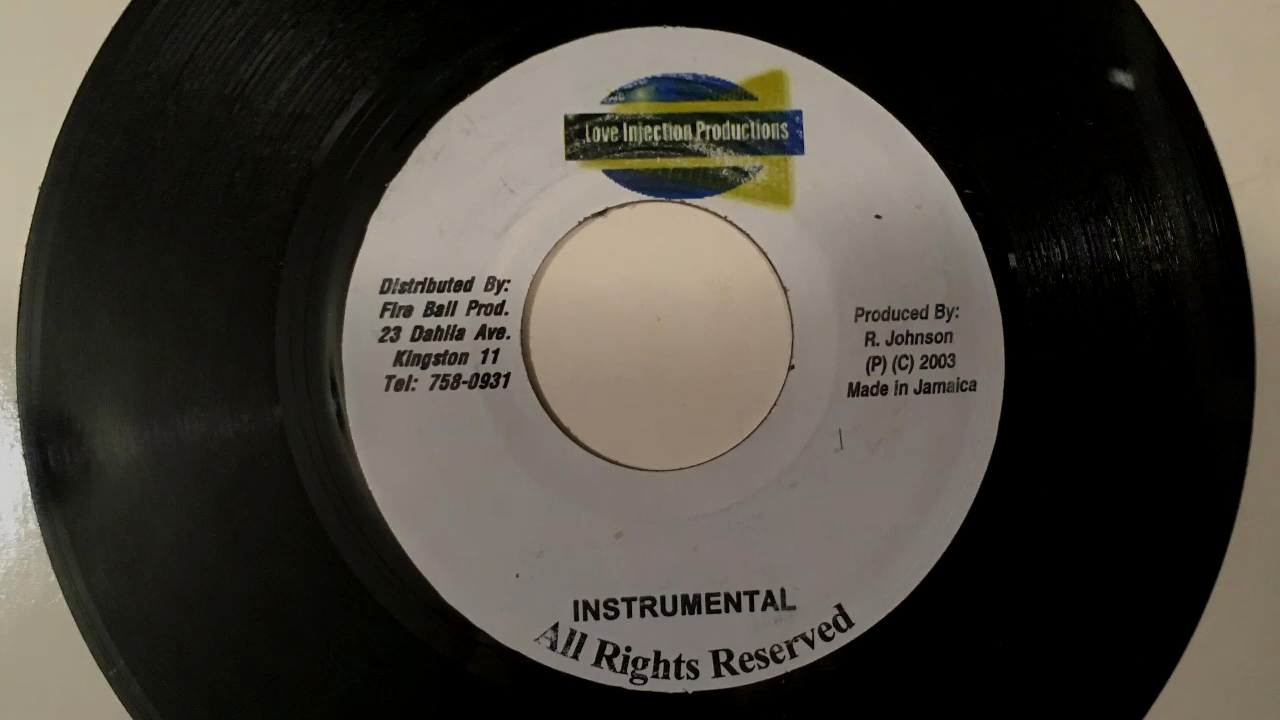 Love Injection Productions
Distributed By:
Fire Ball Prod.
23 Dahlia Ave.
Kingston 11
Tel: 758-0931
Produced By:
R. Johnson
(P) (C) 2003
Made in Jamaica
INSTRUMENTAL
All Rights Reserved